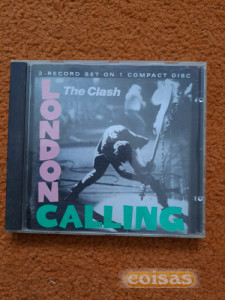 2-RECORD SET ON 1 COMPACT DISC
The Clash
LONDON
CALLING
coisas